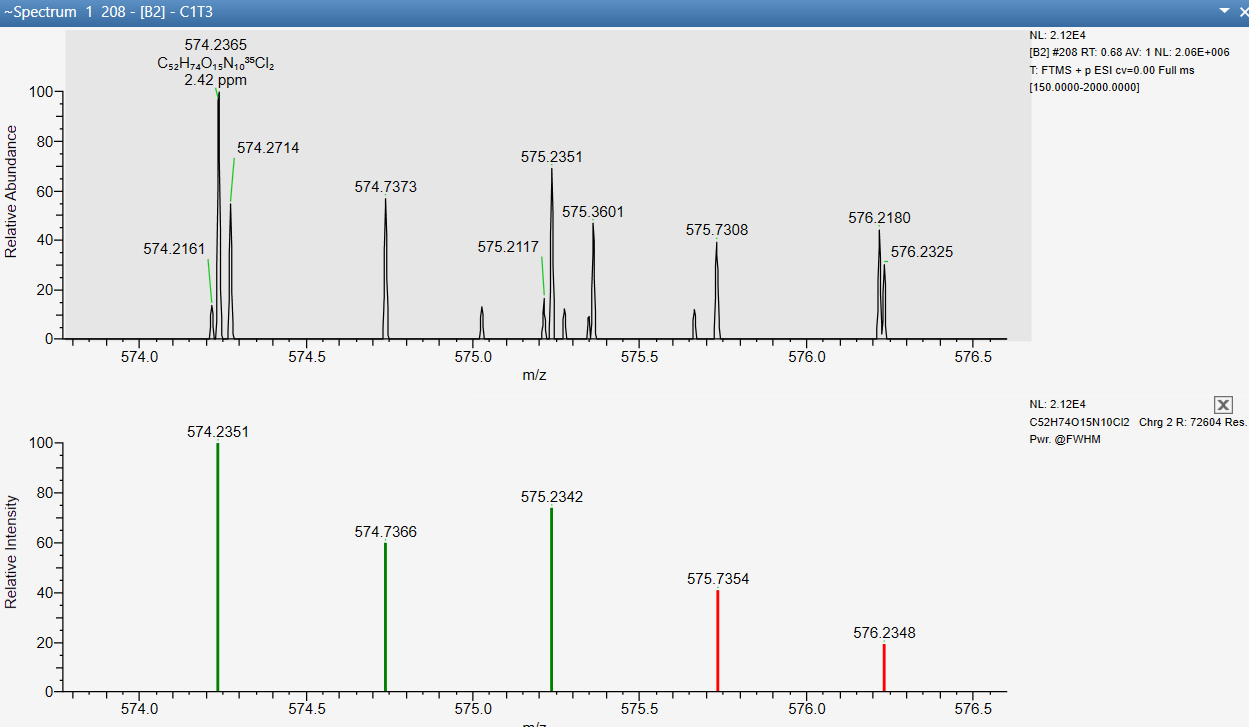 ~Spectrum 1 208 - [B2] - C1T3
NL: 2.12E4
[B2] #208 RT: 0.68 AV: 1 NL: 2.06E+006
T: FTMS + p ESI cv=0.00 Full ms
[150.0000-2000.0000]
574.2365
C₅₂H₇₄O₁₅N₁₀³⁵Cl₂
2.42 ppm
574.2714
574.2161
574.7373
575.2351
575.3601
575.2117
575.7308
576.2180
576.2325
Relative Abundance
100
80
60
40
20
0
574.0 574.5 575.0 575.5 576.0 576.5
m/z
NL: 2.12E4
C52H74O15N10Cl2 Chrg 2 R: 72604 Res.
Pwr. @FWHM
574.2351
574.7366
575.2342
575.7354
576.2348
Relative Intensity
100
80
60
40
20
0
574.0 574.5 575.0 575.5 576.0 576.5